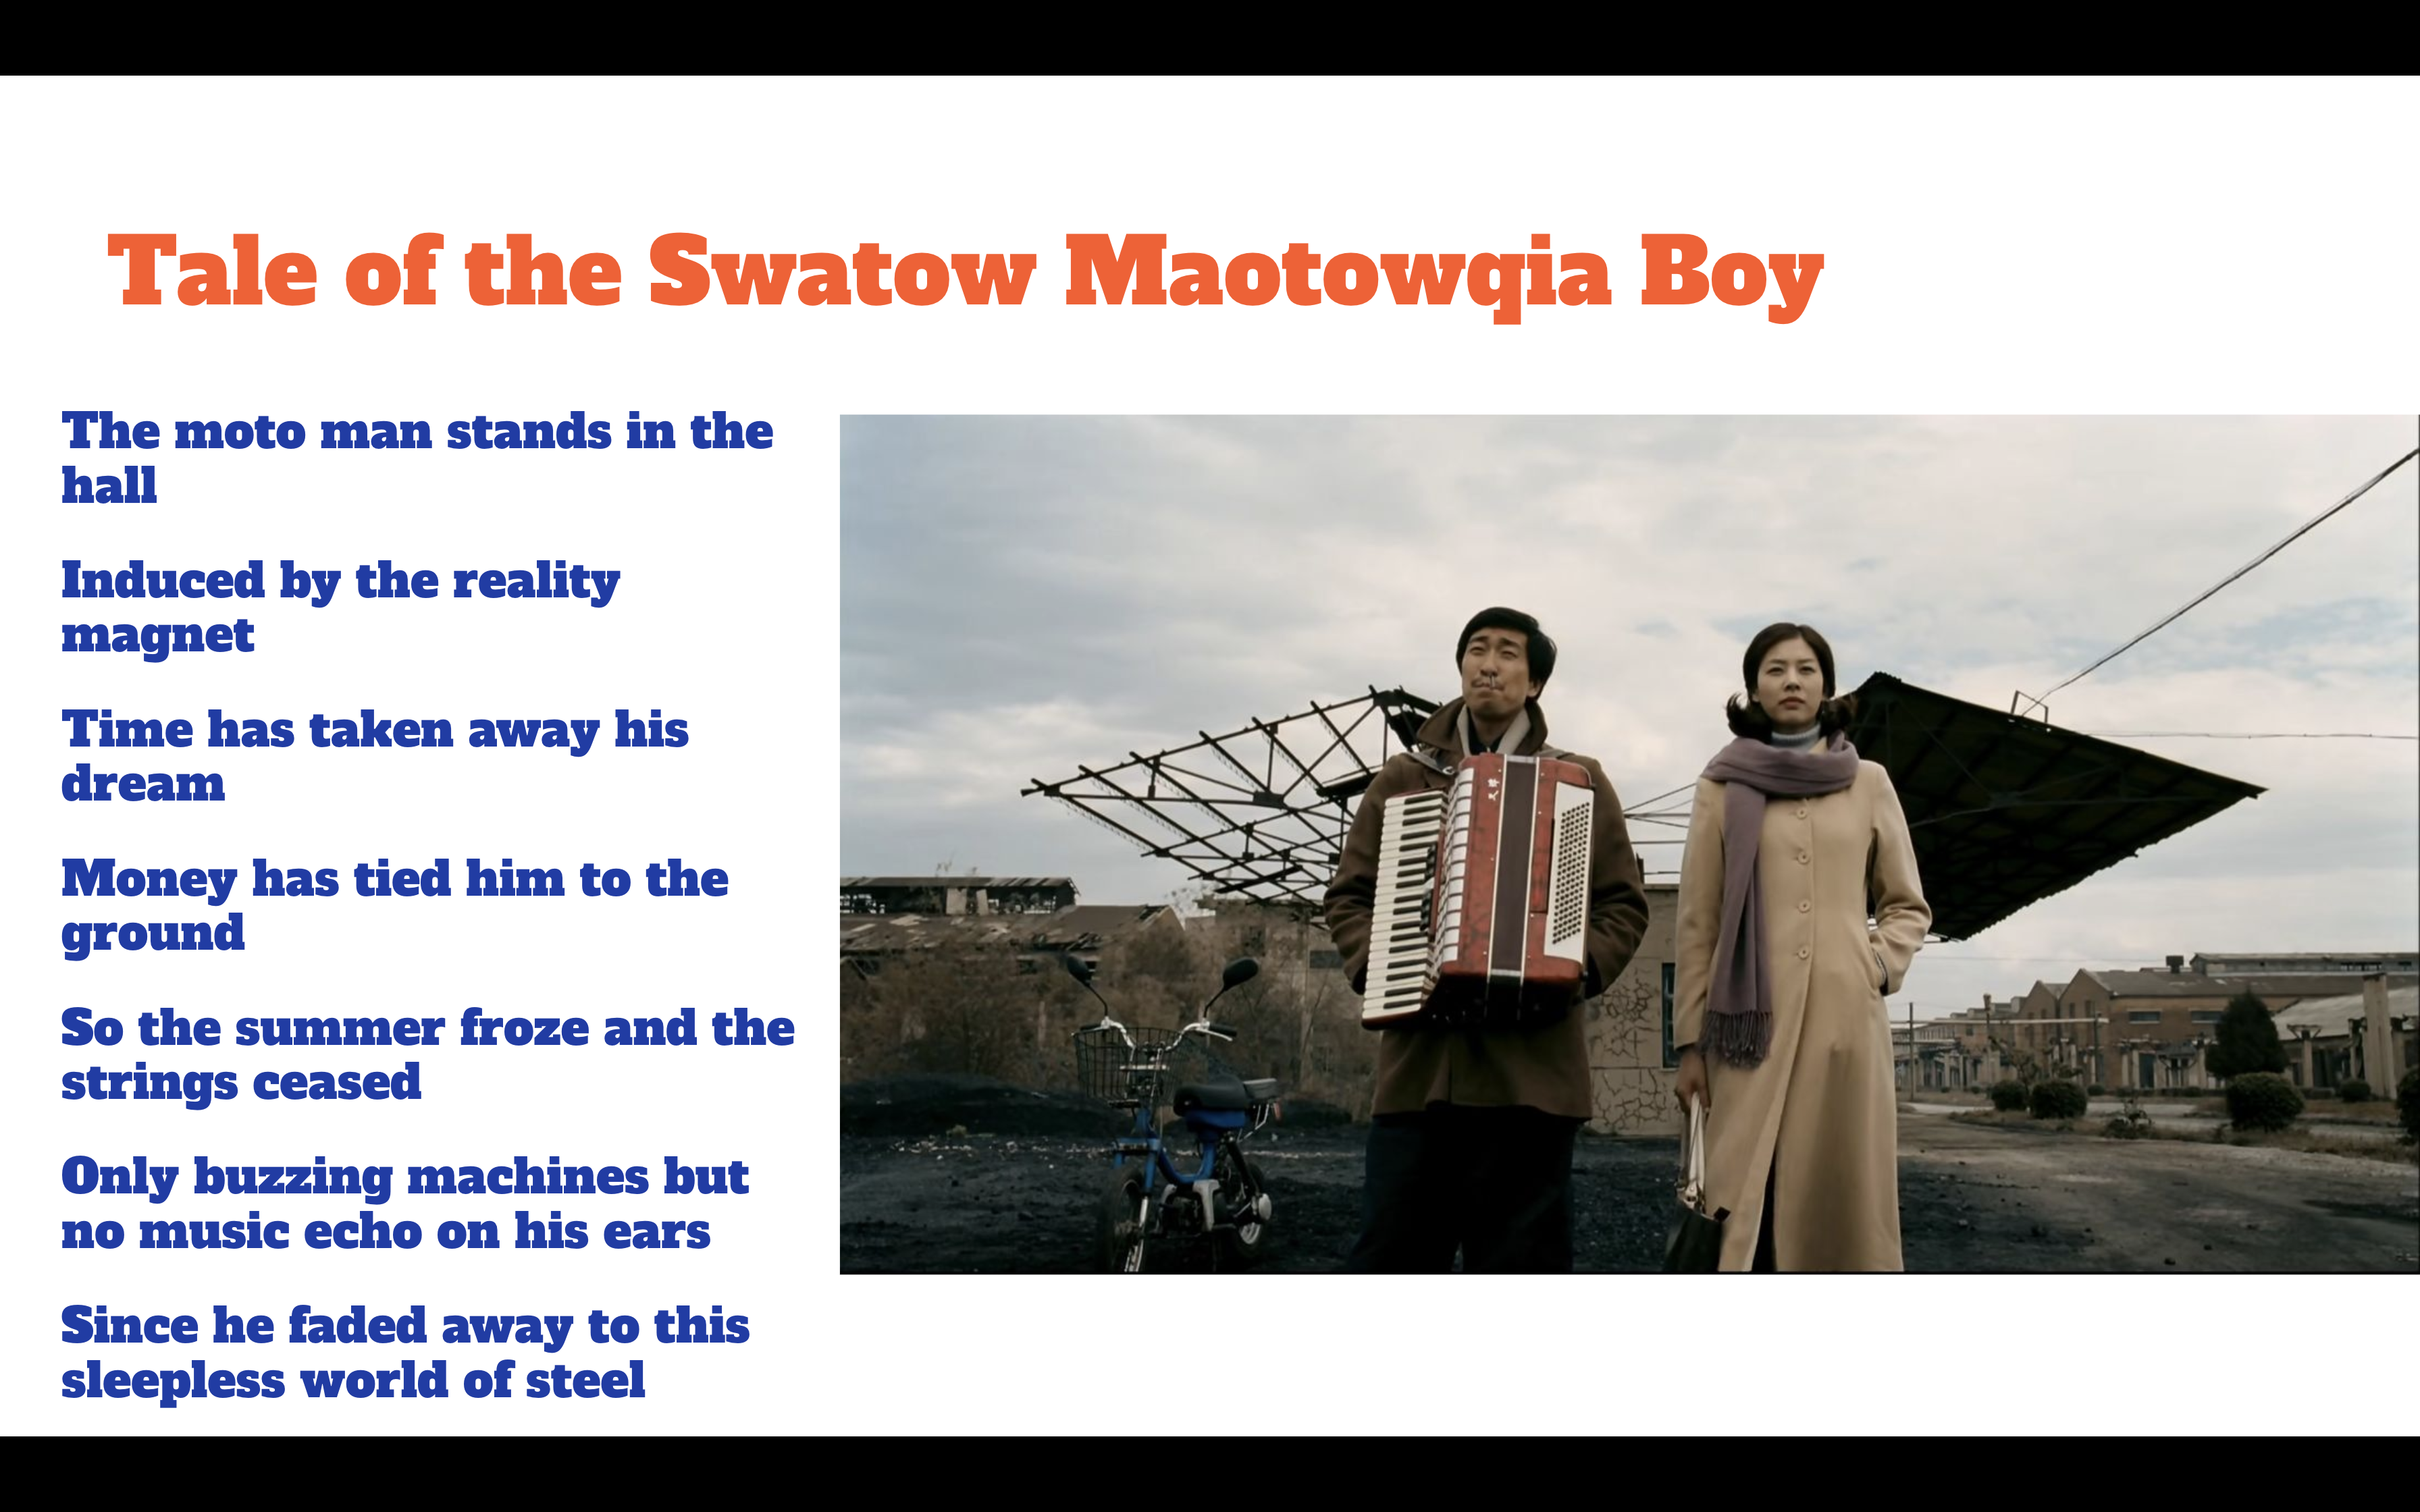 Tale of the Swatow Maotowqia Boy
The moto man stands in the
hall
Induced by the reality
magnet
Time has taken away his
dream
Money has tied him to the
ground
So the summer froze and the
strings ceased
Only buzzing machines but
no music echo on his ears
Since he faded away to this
sleepless world of steel